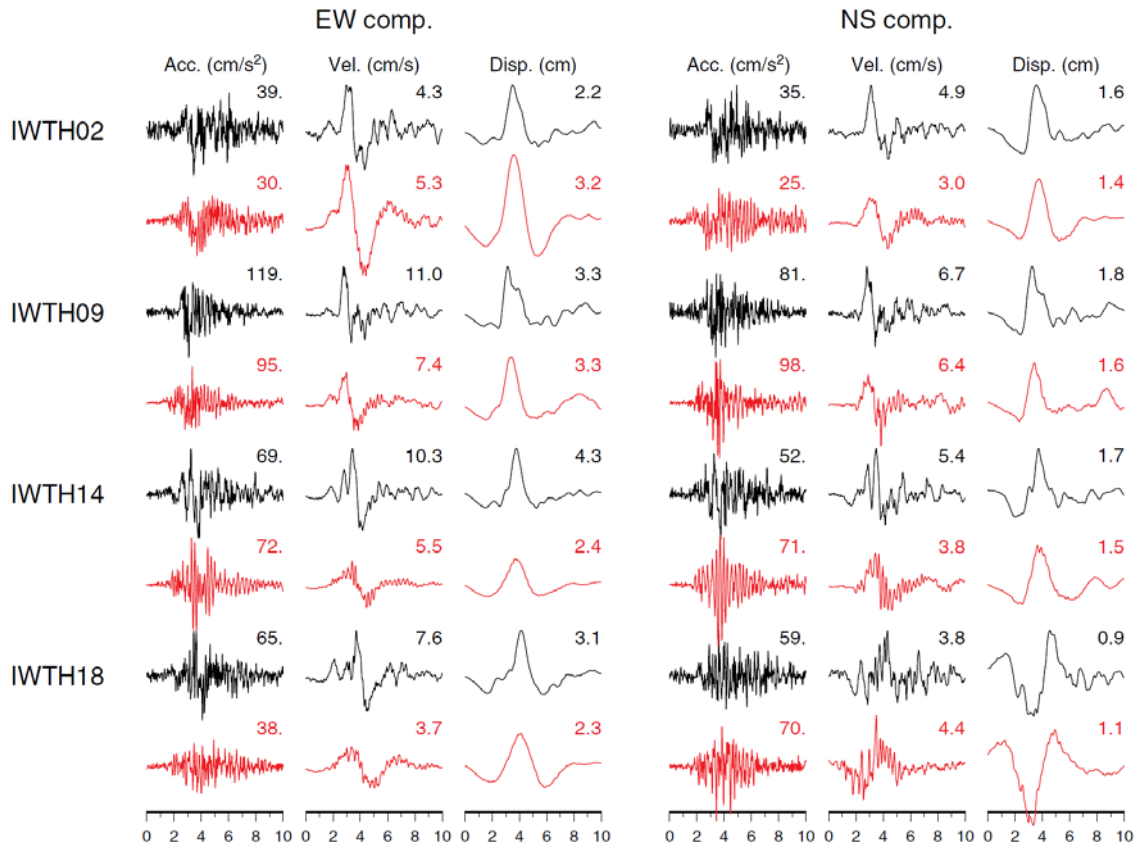 EW comp. NS comp.
Acc. (cm/s²) Vel. (cm/s) Disp. (cm) Acc. (cm/s²) Vel. (cm/s) Disp. (cm)
39. 4.3 2.2 35. 4.9 1.6
IWTH02
30. 5.3 3.2 25. 3.0 1.4
119. 11.0 3.3 81. 6.7 1.8
IWTH09
95. 7.4 3.3 98. 6.4 1.6
69. 10.3 4.3 52. 5.4 1.7
IWTH14
72. 5.5 2.4 71. 3.8 1.5
65. 7.6 3.1 59. 3.8 0.9
IWTH18
38. 3.7 2.3 70. 4.4 1.1
0 2 4 6 8 10 0 2 4 6 8 10 0 2 4 6 8 10 0 2 4 6 8 10 0 2 4 6 8 10 0 2 4 6 8 10